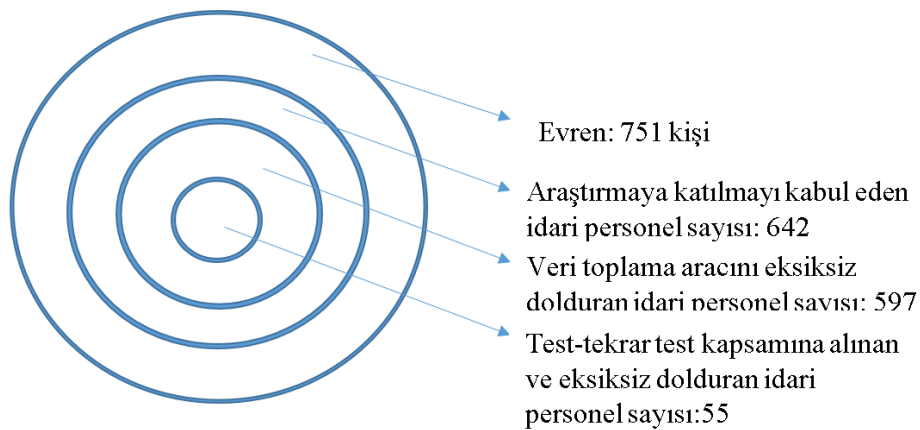 Evren: 751 kişi
Araştırmaya katılmayı kabul eden
idari personel sayısı: 642
Veri toplama aracını eksiksiz
dolduran idari personel sayısı: 597
Test-tekrar test kapsamına alınan
ve eksiksiz dolduran idari
personel sayısı:55